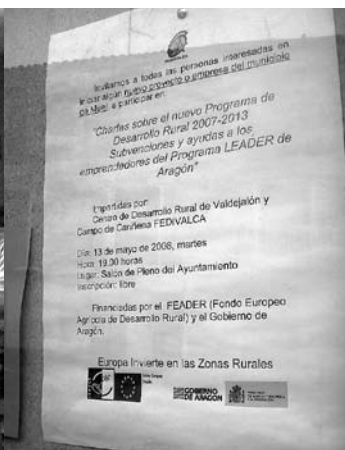 Invitamos a todas las personas interesadas en
iniciar algún nuevo proyecto o empresa del municipio
de Muel a participar en:
"Charlas sobre el nuevo Programa de
Desarrollo Rural 2007-2013
Subvenciones y ayudas a los
emprendedores del Programa LEADER de
Aragón"
Impartidas por:
Centro de Desarrollo Rural de Valdejalón y
Campo de Cariñena FEDIVALCA
Día: 13 de mayo de 2008, martes
Hora: 19.00 horas
Lugar: Salón de Pleno del Ayuntamiento
Inscripción: libre
Financiadas por el FEADER (Fondo Europeo
Agrícola de Desarrollo Rural) y el Gobierno de
Aragón.
Europa Invierte en las Zonas Rurales
GOBIERNO
DE ARAGON